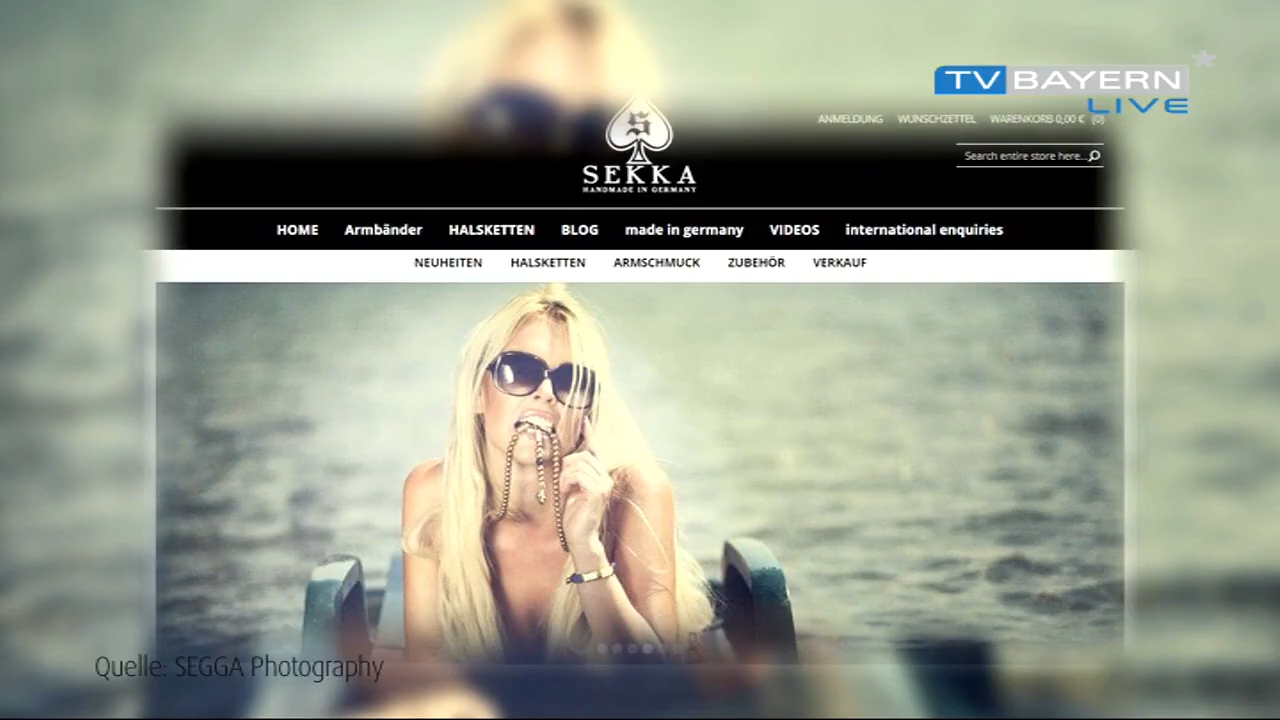 TV BAYERN
LIVE
ANMELDUNG WUNSCHZETTEL WARENKORB 0,00 € (0)
S
SEKKA
HANDMADE IN GERMANY
Search entire store here...
HOME Armbänder HALSKETTEN BLOG made in germany VIDEOS international enquiries
NEUHEITEN HALSKETTEN ARMSCHMUCK ZUBEHÖR VERKAUF
Quelle: SEGGA Photography